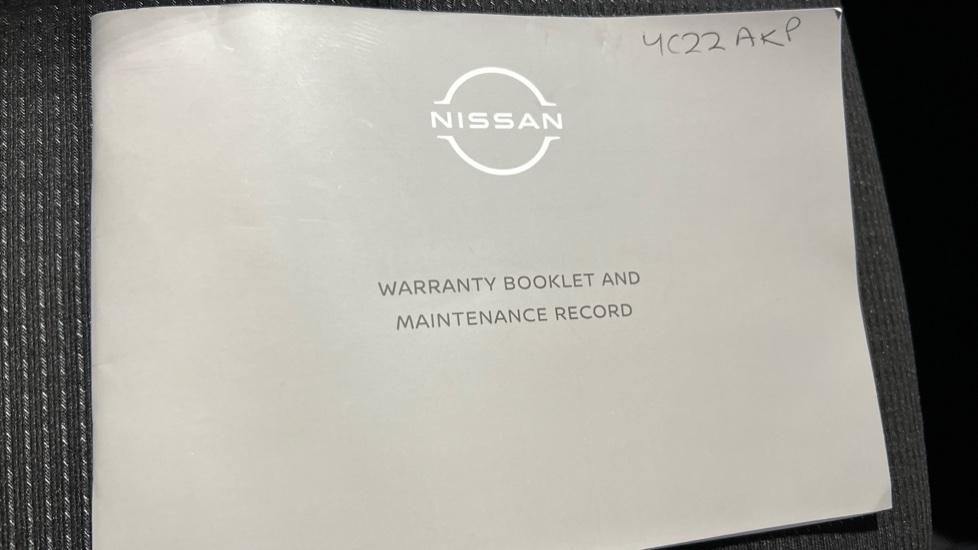 YC22 AKP
NISSAN
WARRANTY BOOKLET AND
MAINTENANCE RECORD